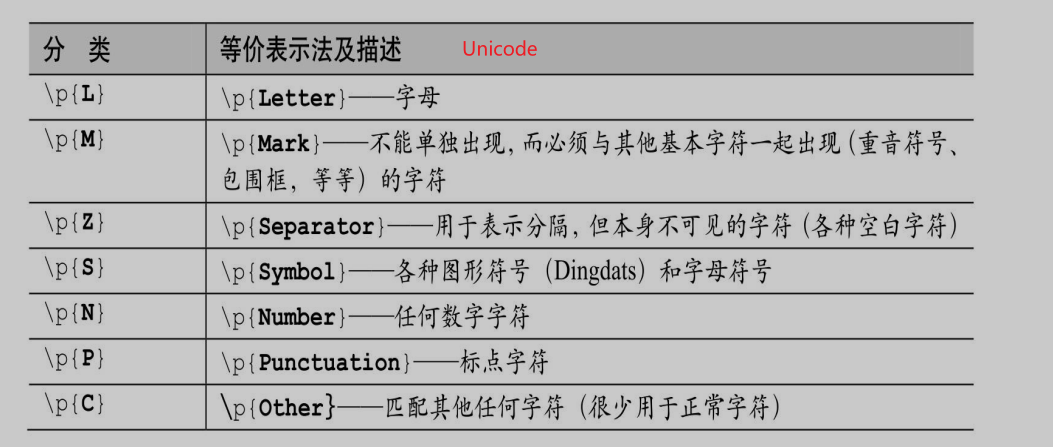 分 类 等价表示法及描述 Unicode
\p{L} \p{Letter}——字母
\p{M} \p{Mark}——不能单独出现，而必须与其他基本字符一起出现（重音符号、
包围框，等等）的字符
\p{Z} \p{Separator}——用于表示分隔，但本身不可见的字符（各种空白字符）
\p{S} \p{Symbol}——各种图形符号（Dingdats）和字母符号
\p{N} \p{Number}——任何数字字符
\p{P} \p{Punctuation}——标点字符
\p{C} \p{Other}——匹配其他任何字符（很少用于正常字符）